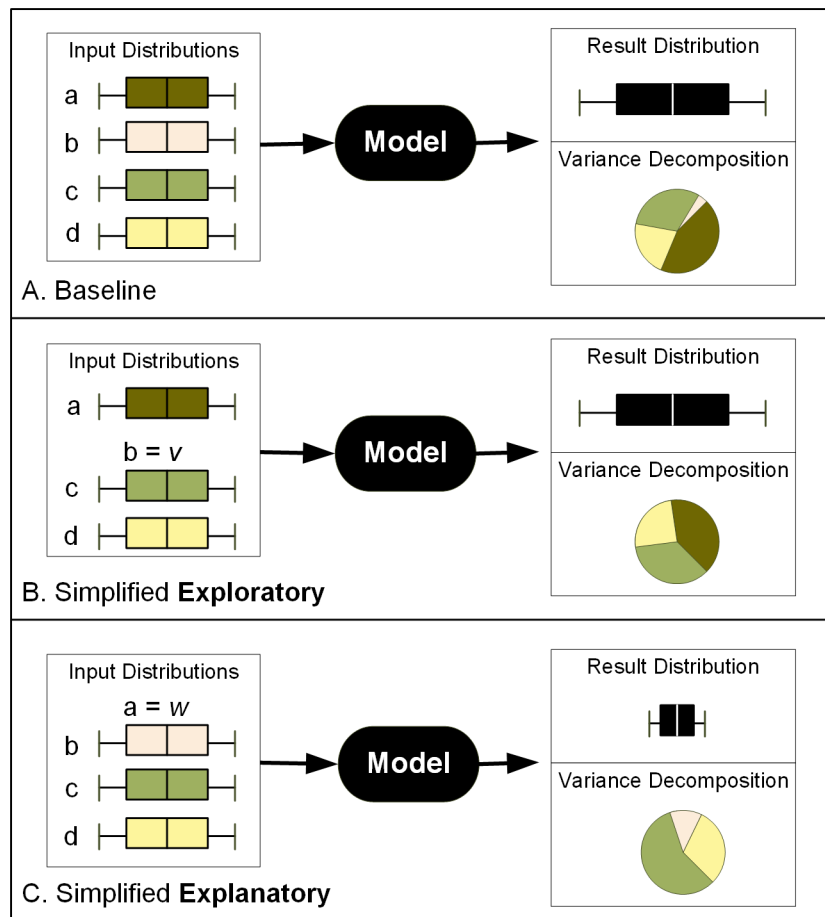 Input Distributions
a
b
c
d
Model
Result Distribution
Variance Decomposition
A. Baseline
Input Distributions
a
b = v
c
d
Model
Result Distribution
Variance Decomposition
B. Simplified Exploratory
Input Distributions
a = w
b
c
d
Model
Result Distribution
Variance Decomposition
C. Simplified Explanatory